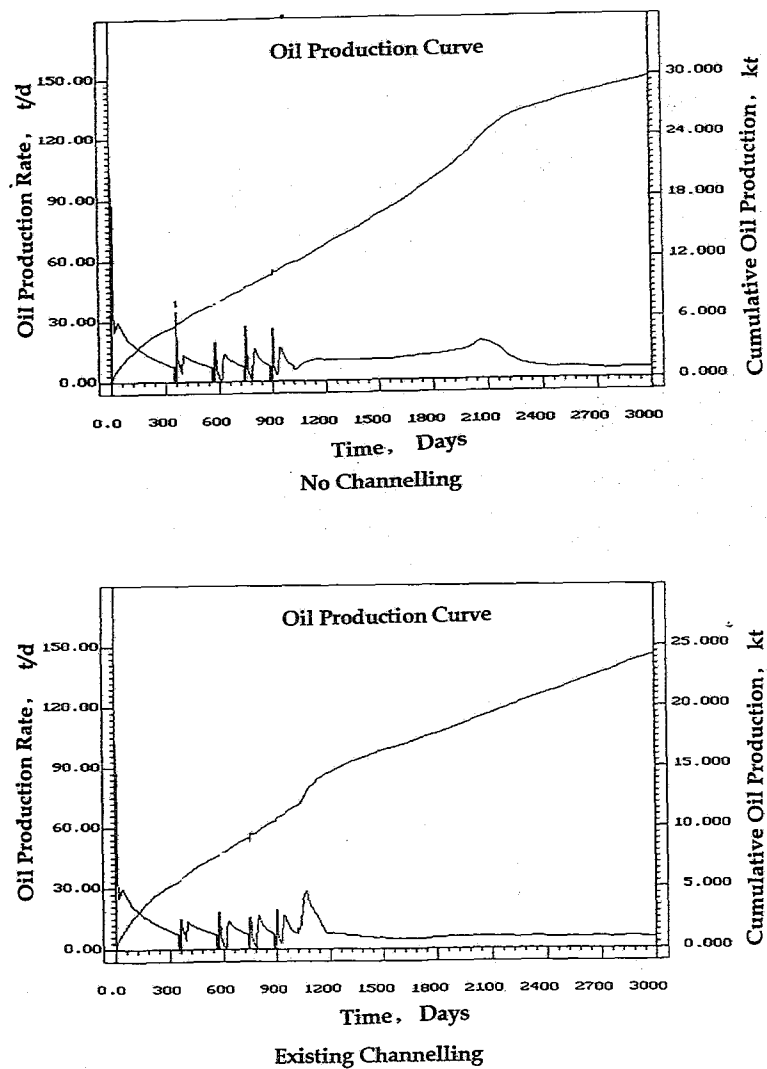 Oil Production Curve
Oil Production Rate, t/d
150.00
120.00
90.00
60.00
30.00
0.00
30.000
24.000
18.000
12.000
6.000
0.000
Cumulative Oil Production, kt
0.0 300 600 900 1200 1500 1800 2100 2400 2700 3000
Time, Days
No Channelling
Oil Production Curve
Oil Production Rate, t/d
150.00
120.00
90.00
60.00
30.00
0.00
25.000
20.000
15.000
10.000
5.000
0.000
Cumulative Oil Production, kt
0.0 300 600 900 1200 1500 1800 2100 2400 2700 3000
Time, Days
Existing Channelling